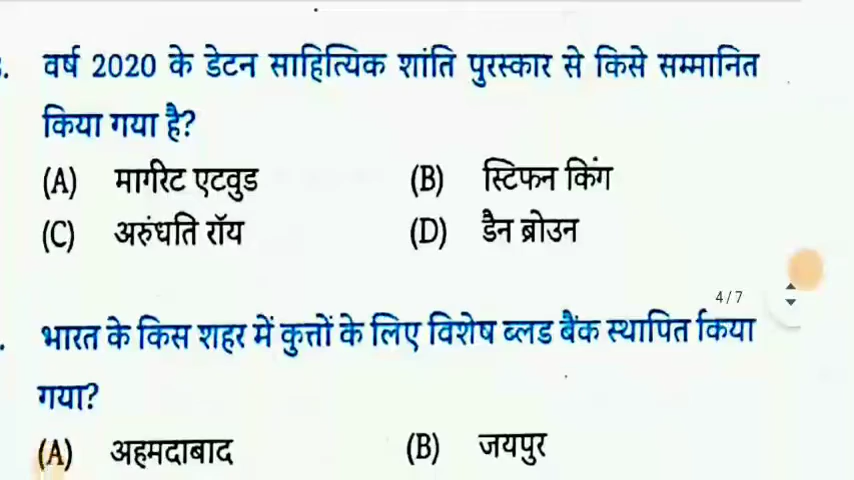 . वर्ष 2020 के डेटन साहित्यिक शांति पुरस्कार से किसे सम्मानित
किया गया है?
(A) मार्गरेट एटवुड (B) स्टिफन किंग
(C) अरुंधति रॉय (D) डैन ब्रोउन
4/7
. भारत के किस शहर में कुत्तों के लिए विशेष ब्लड बैंक स्थापित किया
गया?
(A) अहमदाबाद (B) जयपुर